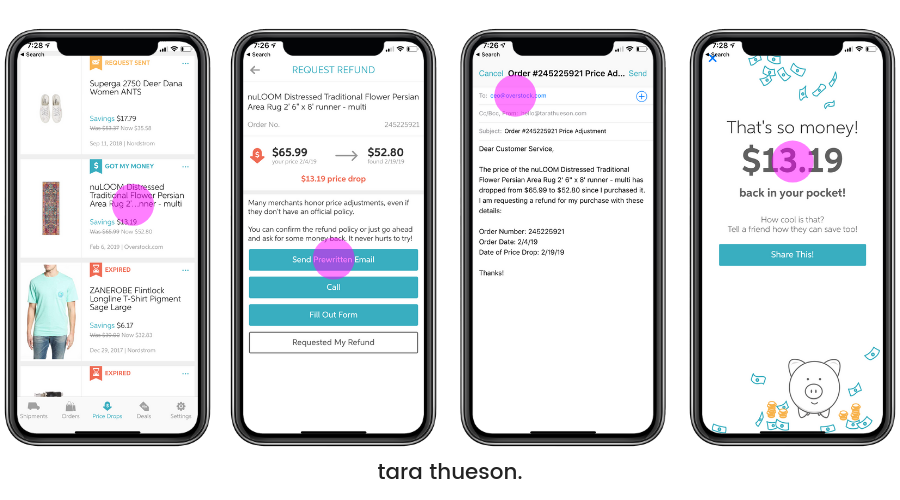 7:28
Search
REQUEST SENT
Superga 2750 Deer Dana
Women ANTS
Savings $17.79
Was $53.37 Now $35.58
Sep 11, 2018 | Nordstrom
GOT MY MONEY
nuLOOM Distressed
Traditional Flower Persian
Area Rug 2' runner - multi
Savings $13.19
Was $65.99 Now $52.80
Feb 6, 2019 | Overstock.com
EXPIRED
ZANEROBE Flintlock
Longline T-Shirt Pigment
Sage Large
Savings $6.17
Now $32.83
Dec 29, 2017 | Nordstrom
EXPIRED
Shipments
Orders
Price Drops
Deals
Settings
7:26
Search
REQUEST REFUND
nuLOOM Distressed Traditional Flower Persian
Area Rug 2' 6" x 8' runner - multi
Order No. 245225921
$65.99
your price 2/4/19
$52.80
found 2/19/19
$13.19 price drop
Many merchants honor price adjustments, even if
they don't have an official policy.
You can confirm the refund policy or just go ahead
and ask for some money back. It never hurts to try!
Send Prewritten Email
Call
Fill Out Form
Requested My Refund
7:26
Search
Cancel Order #245225921 Price Ad... Send
To: ceo@overstock.com
Cc/Bcc, From: @tarathueson.com
Subject: Order #245225921 Price Adjustment
Dear Customer Service,
The price of the nuLOOM Distressed Traditional
Flower Persian Area Rug 2' 6" x 8' runner - multi has
dropped from $65.99 to $52.80 since I purchased it.
I am requesting a refund for my purchase with these
details:
Order Number: 245225921
Order Date: 2/4/19
Date of Price Drop: 2/19/19
Thanks!
7:28
Search
That's so money!
$13.19
back in your pocket!
How cool is that?
Tell a friend how they can save too!
Share This!
tara thueson.